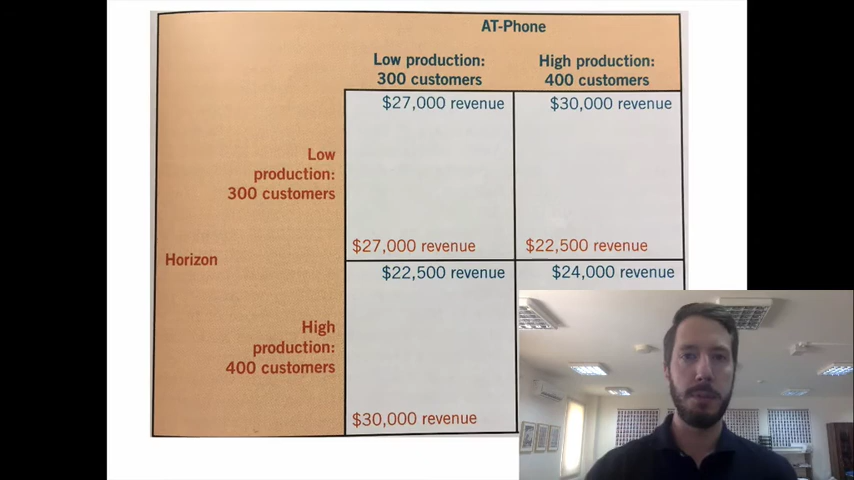 AT-Phone
Low production:
300 customers
High production:
400 customers
$27,000 revenue
$30,000 revenue
Low
production:
300 customers
$27,000 revenue
$22,500 revenue
Horizon
$22,500 revenue
$24,000 revenue
High
production:
400 customers
$30,000 revenue